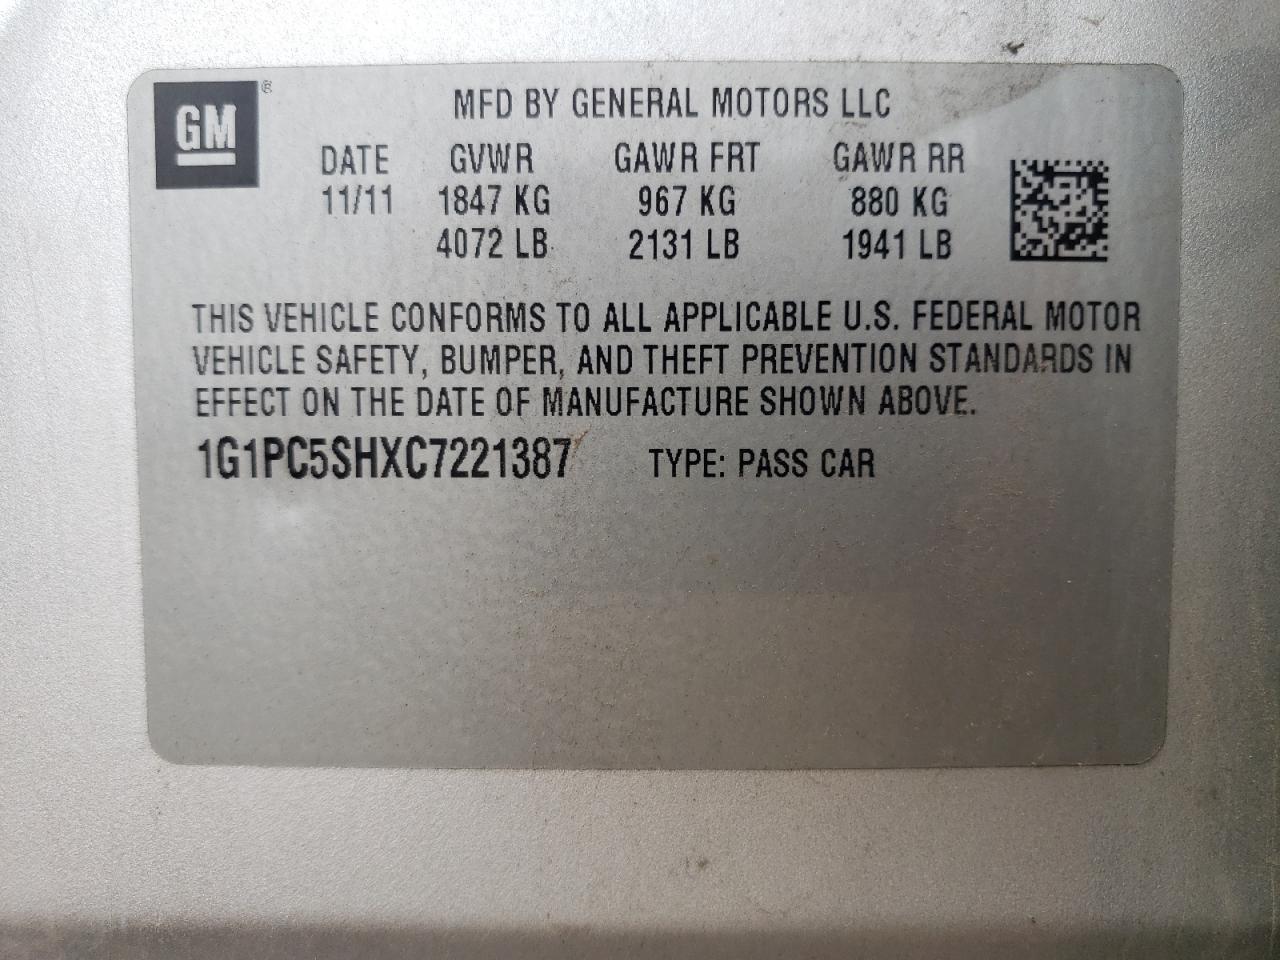 GM ®
MFD BY GENERAL MOTORS LLC
DATE GVWR GAWR FRT GAWR RR
11/11 1847 KG 967 KG 880 KG
4072 LB 2131 LB 1941 LB
THIS VEHICLE CONFORMS TO ALL APPLICABLE U.S. FEDERAL MOTOR
VEHICLE SAFETY, BUMPER, AND THEFT PREVENTION STANDARDS IN
EFFECT ON THE DATE OF MANUFACTURE SHOWN ABOVE.
1G1PC5SHXC7221387 TYPE: PASS CAR